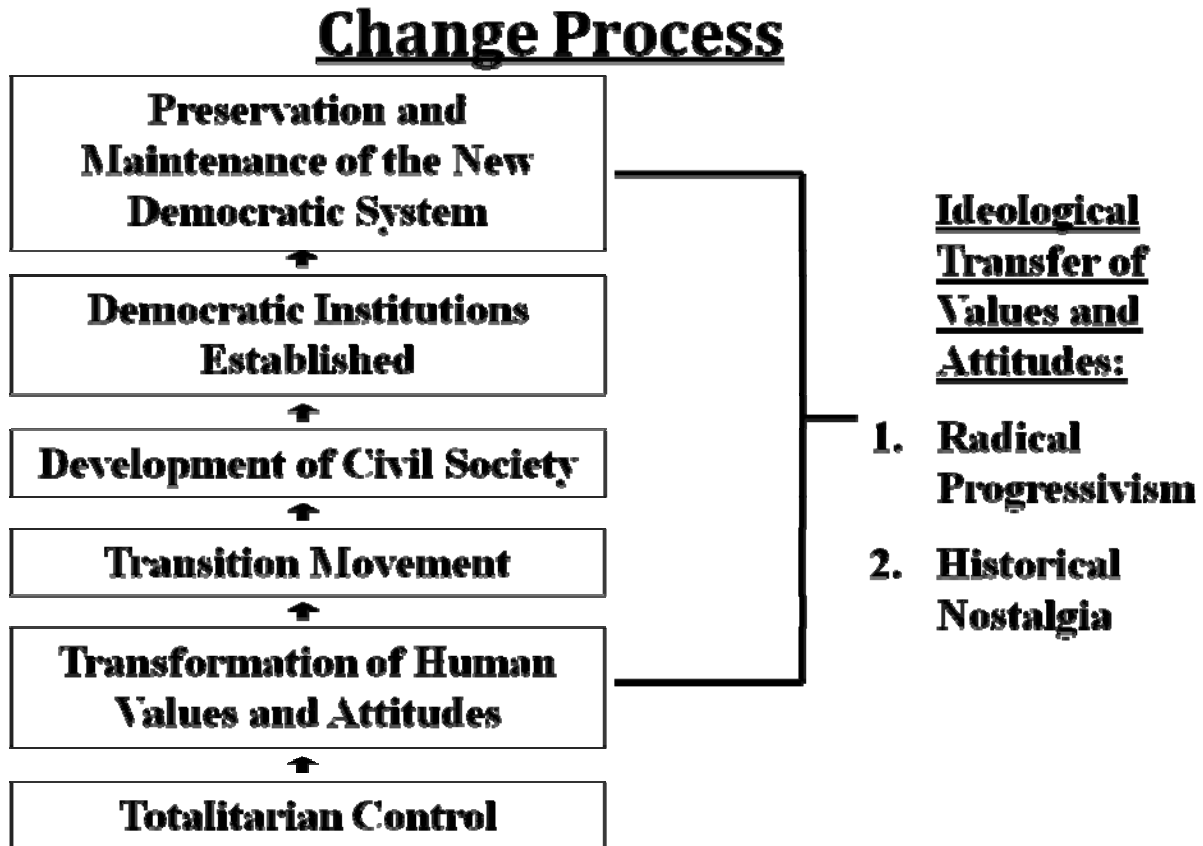 Change Process
Preservation and
Maintenance of the New
Democratic System
Democratic Institutions
Established
Development of Civil Society
Transition Movement
Transformation of Human
Values and Attitudes
Totalitarian Control
Ideological
Transfer of
Values and
Attitudes:
1. Radical
Progressivism
2. Historical
Nostalgia